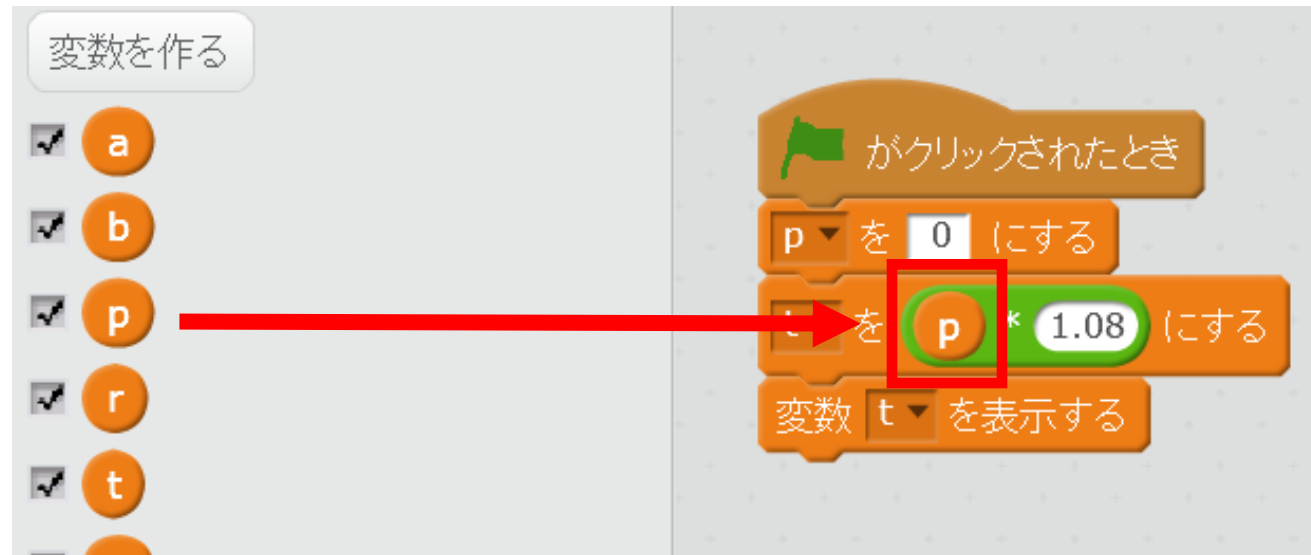 変数を作る
a
b
p
r
t
がクリックされたとき
p を 0 にする
t を p * 1.08 にする
変数 t を表示する